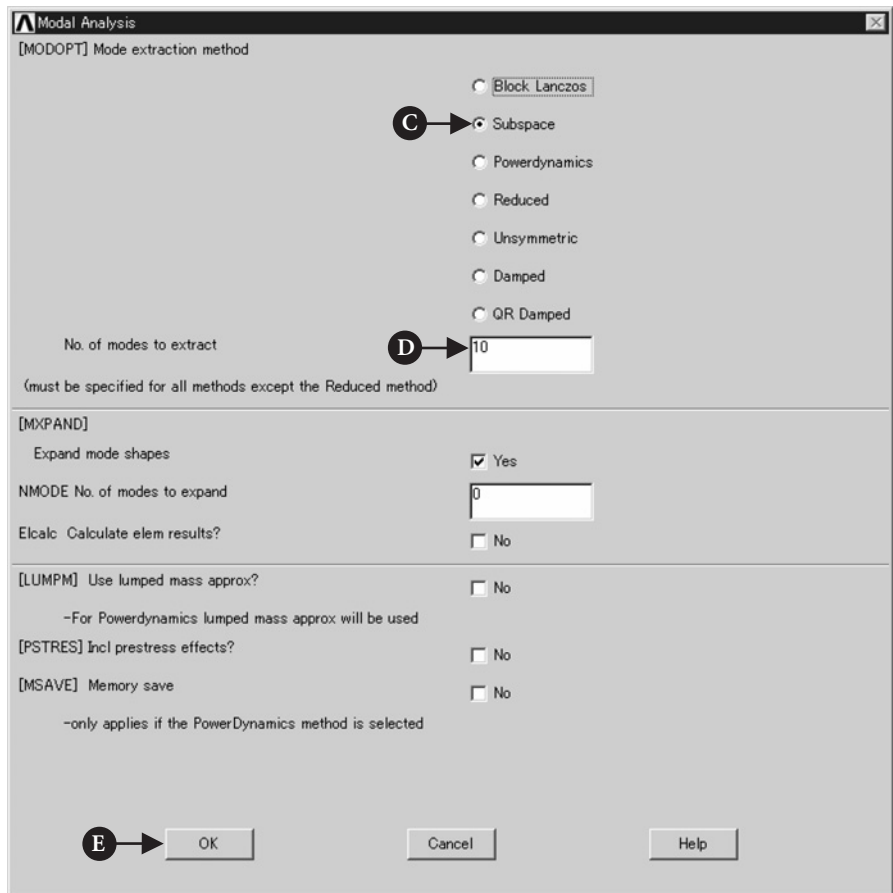 Modal Analysis
[MODOPT] Mode extraction method
Block Lanczos
C Subspace
Powerdynamics
Reduced
Unsymmetric
Damped
QR Damped
No. of modes to extract D 10
(must be specified for all methods except the Reduced method)
[MXPAND]
Expand mode shapes Yes
NMODE No. of modes to expand 0
Elcalc Calculate elem results? No
[LUMPM] Use lumped mass approx? No
-For Powerdynamics lumped mass approx will be used
[PSTRES] Incl prestress effects? No
[MSAVE] Memory save No
-only applies if the PowerDynamics method is selected
E OK Cancel Help